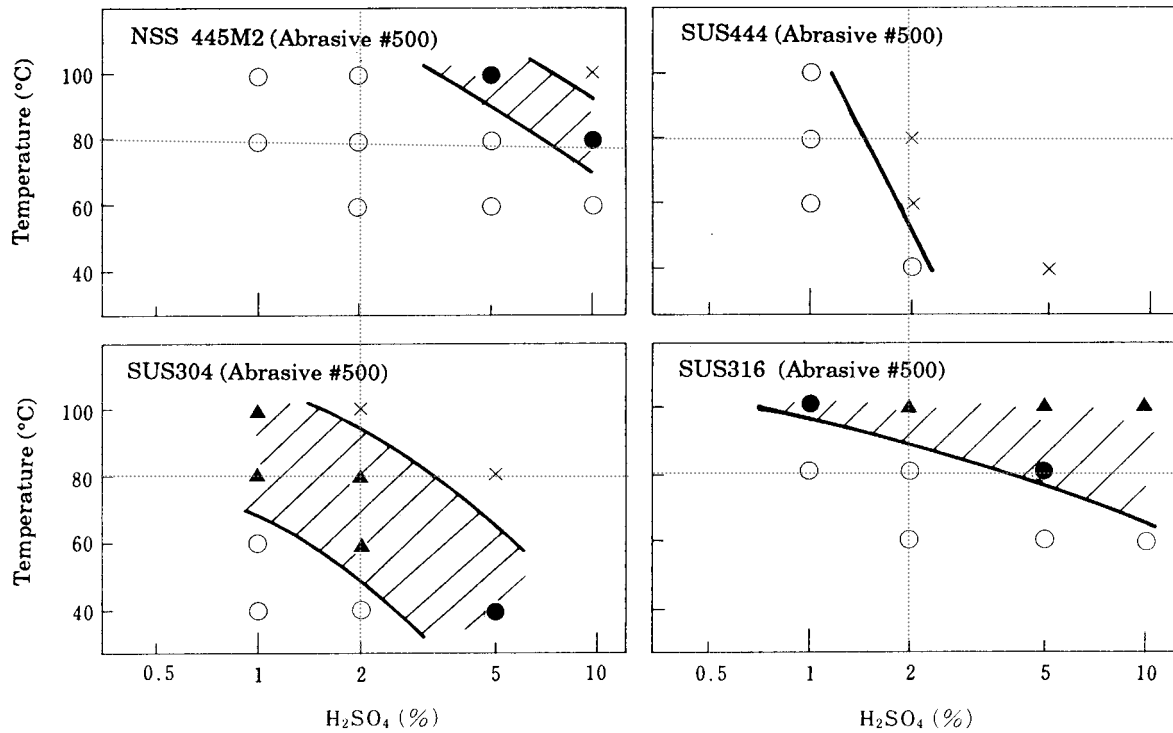 NSS 445M2 (Abrasive #500)
SUS444 (Abrasive #500)
Temperature (°C)
100
80
60
40
SUS304 (Abrasive #500)
SUS316 (Abrasive #500)
Temperature (°C)
100
80
60
40
0.5 1 2 5 10
0.5 1 2 5 10
H₂SO₄ (%)
H₂SO₄ (%)